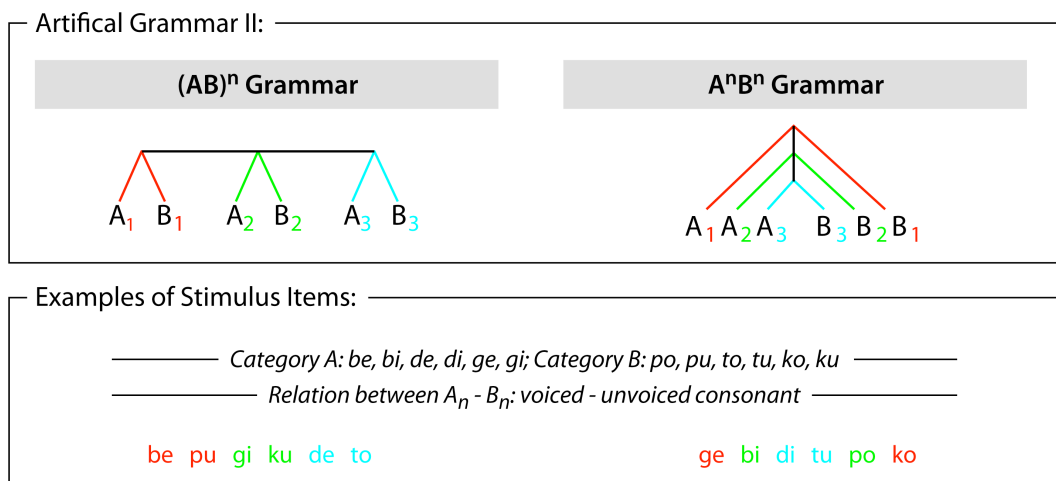 Artifical Grammar II:
(AB)ⁿ Grammar
AⁿBⁿ Grammar
A₁ B₁ A₂ B₂ A₃ B₃
A₁ A₂ A₃ B₃ B₂ B₁
Examples of Stimulus Items:
Category A: be, bi, de, di, ge, gi; Category B: po, pu, to, tu, ko, ku
Relation between Aₙ - Bₙ: voiced - unvoiced consonant
be pu gi ku de to
ge bi di tu po ko